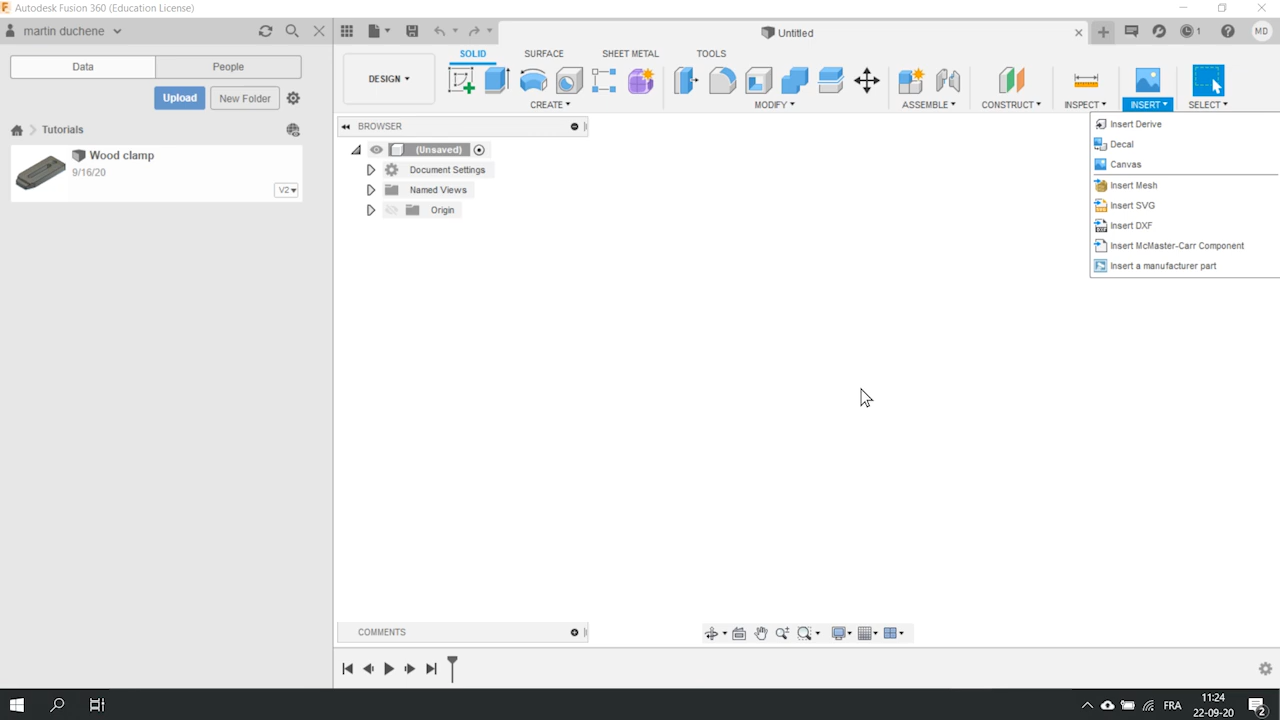 Autodesk Fusion 360 (Education License)
martin duchene
Untitled
1
MD
Data
People
Upload
New Folder
Tutorials
Wood clamp
9/16/20
V2
SOLID
SURFACE
SHEET METAL
TOOLS
DESIGN
CREATE
MODIFY
ASSEMBLE
CONSTRUCT
INSPECT
INSERT
SELECT
BROWSER
(Unsaved)
Document Settings
Named Views
Origin
Insert Derive
Decal
Canvas
Insert Mesh
Insert SVG
Insert DXF
Insert McMaster-Carr Component
Insert a manufacturer part
COMMENTS
FRA
11:24
22-09-20
2